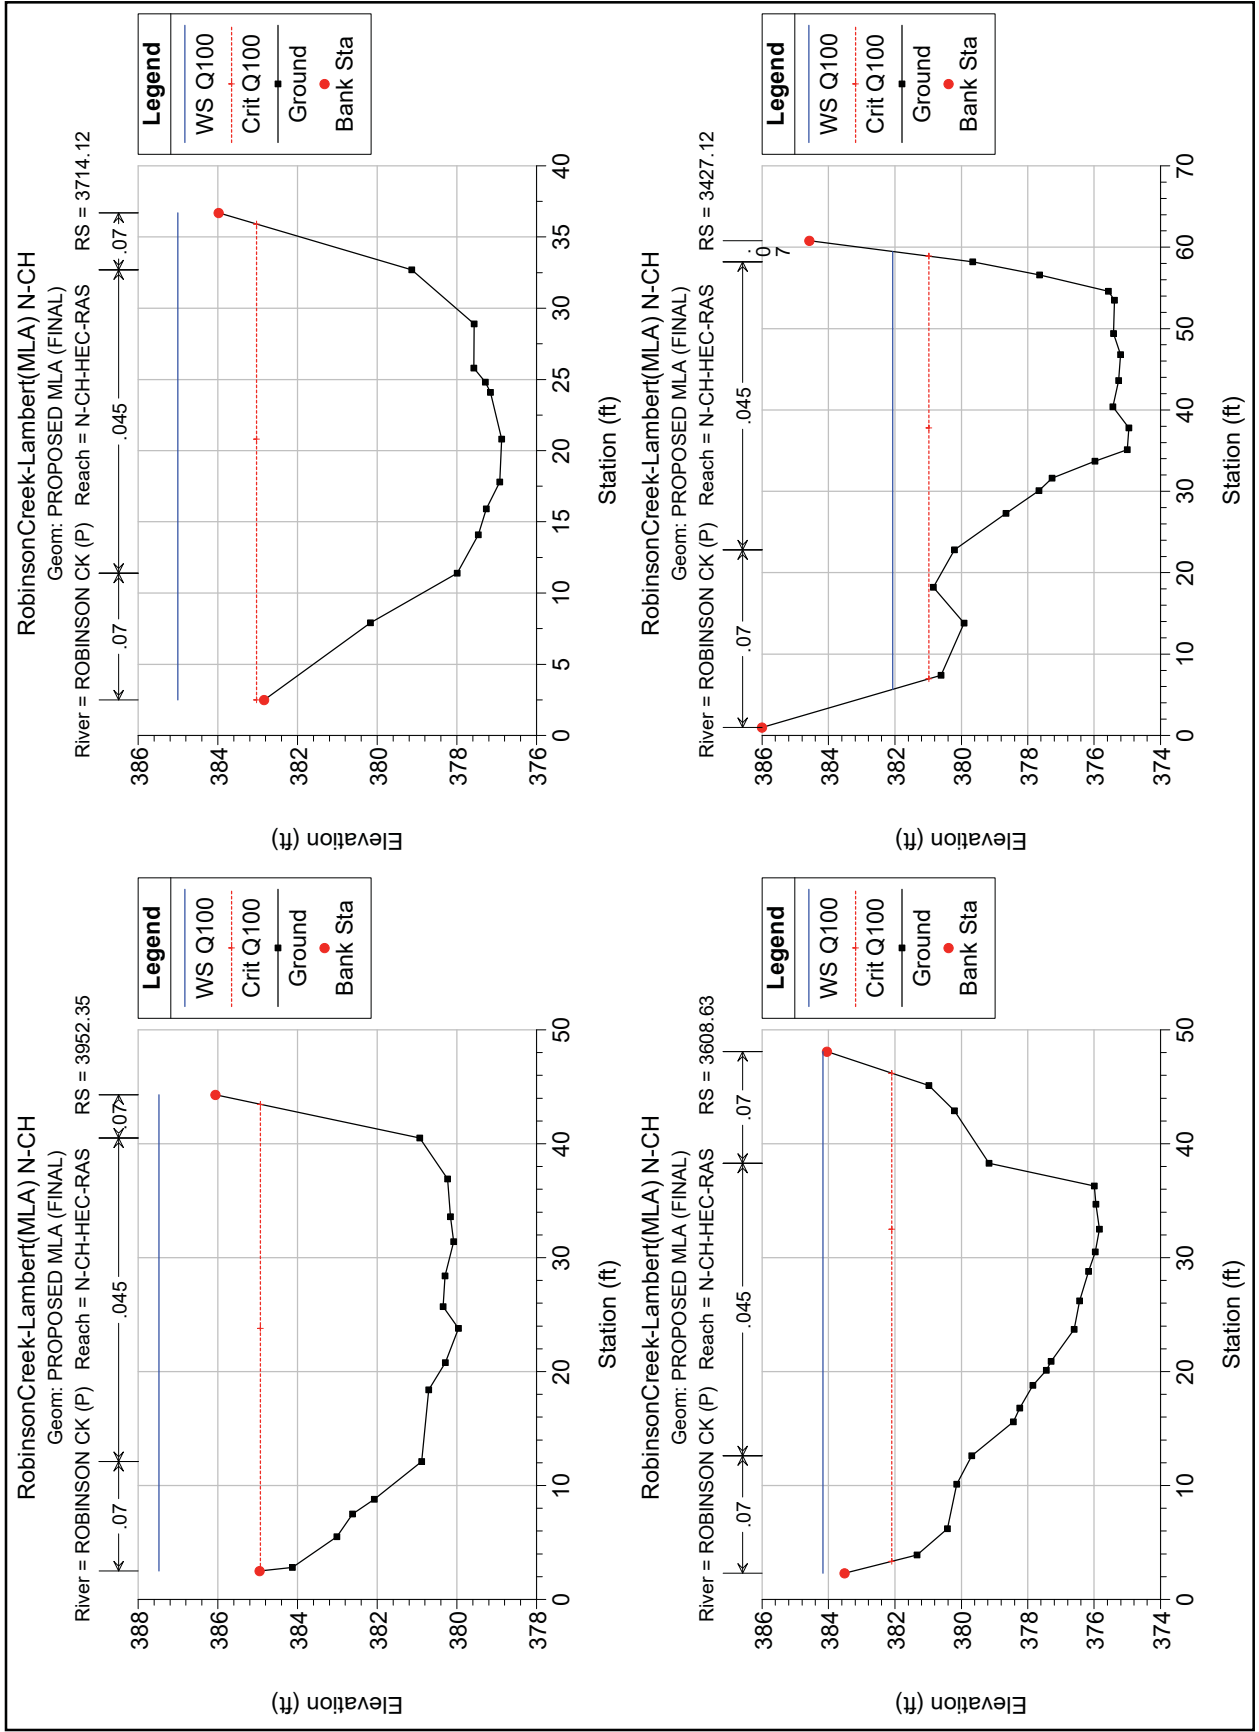 RobinsonCreek-Lambert(MLA) N-CH
Geom: PROPOSED MLA (FINAL)
River = ROBINSON CK (P) Reach = N-CH-HEC-RAS RS = 3952.35
.07 .045 .07
388
386
384
382
380
378
Elevation (ft)
0 10 20 30 40 50
Station (ft)
Legend
WS Q100
Crit Q100
Ground
Bank Sta
RobinsonCreek-Lambert(MLA) N-CH
Geom: PROPOSED MLA (FINAL)
River = ROBINSON CK (P) Reach = N-CH-HEC-RAS RS = 3714.12
.07 .045 .07
386
384
382
380
378
376
Elevation (ft)
0 5 10 15 20 25 30 35 40
Station (ft)
Legend
WS Q100
Crit Q100
Ground
Bank Sta
RobinsonCreek-Lambert(MLA) N-CH
Geom: PROPOSED MLA (FINAL)
River = ROBINSON CK (P) Reach = N-CH-HEC-RAS RS = 3608.63
.07 .045 .07
386
384
382
380
378
376
374
Elevation (ft)
0 10 20 30 40 50
Station (ft)
Legend
WS Q100
Crit Q100
Ground
Bank Sta
RobinsonCreek-Lambert(MLA) N-CH
Geom: PROPOSED MLA (FINAL)
River = ROBINSON CK (P) Reach = N-CH-HEC-RAS RS = 3427.12
.07 .045 .
0
7
386
384
382
380
378
376
374
Elevation (ft)
0 10 20 30 40 50 60 70
Station (ft)
Legend
WS Q100
Crit Q100
Ground
Bank Sta